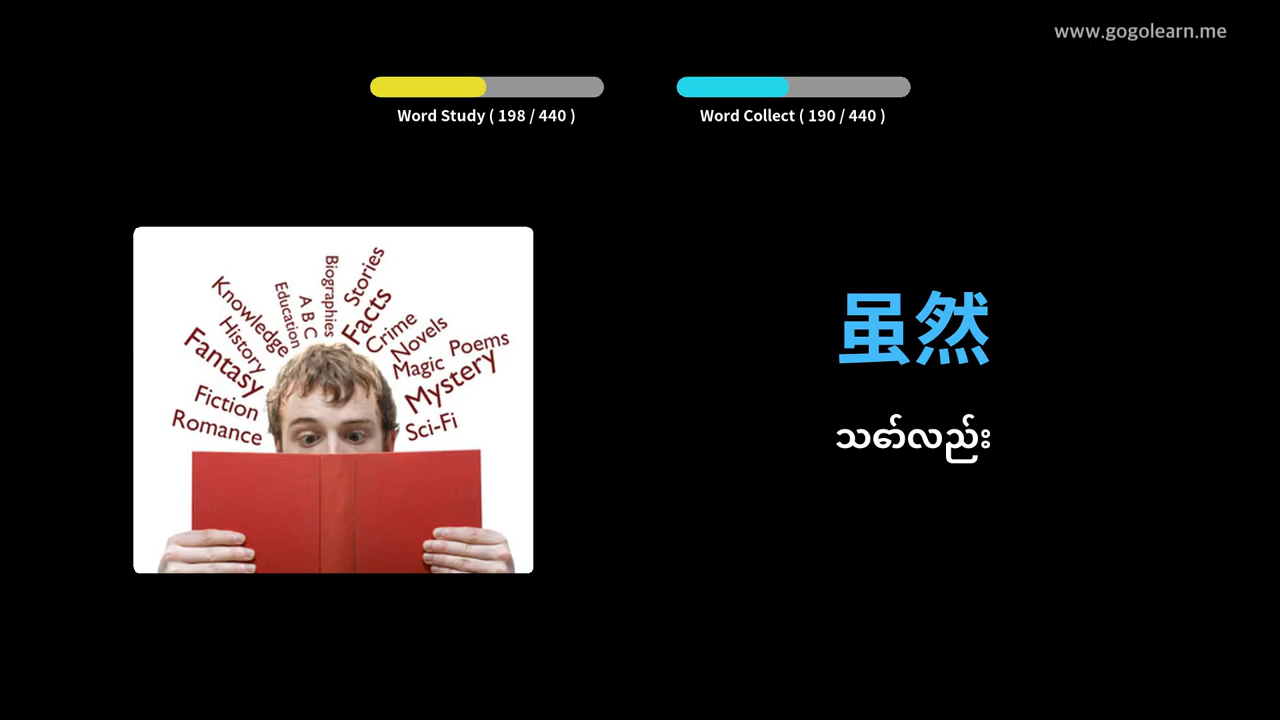 www.gogolearn.me
Word Study ( 198 / 440 )
Word Collect ( 190 / 440 )
Knowledge
History
Fantasy
Fiction
Romance
Education
A B C
Biographies
Stories
Facts
Crime
Novels
Magic
Poems
Mystery
Sci-Fi
虽然
သော်လည်း